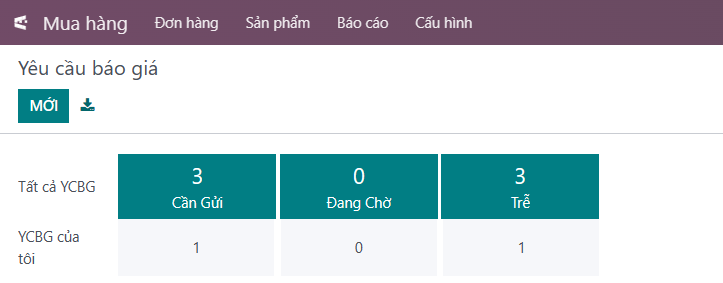 Mua hàng Đơn hàng Sản phẩm Báo cáo Cấu hình
Yêu cầu báo giá
MỚI
Tất cả YCBG
3 0 3
Cần Gửi Đang Chờ Trễ
YCBG của
tôi
1 0 1